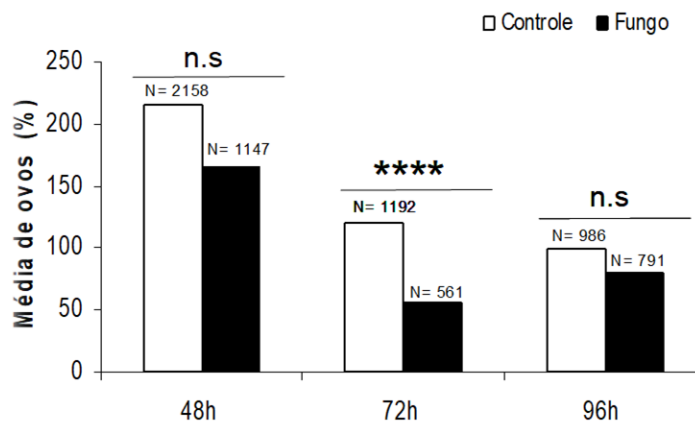 Controle Fungo
Média de ovos (%)
250
200
150
100
50
0
n.s
N= 2158
N= 1147
****
N= 1192
N= 561
n.s
N= 986
N= 791
48h 72h 96h